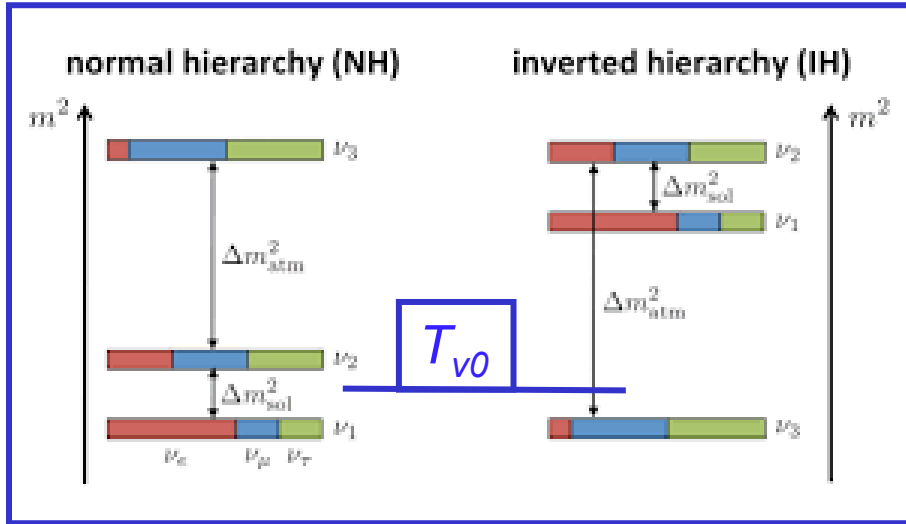 normal hierarchy (NH)
m²
ν₃
Δm²atm
ν₂
Δm²sol
ν₁
νₑ νμ ντ
Tν0
inverted hierarchy (IH)
m²
ν₂
Δm²sol
ν₁
Δm²atm
ν₃